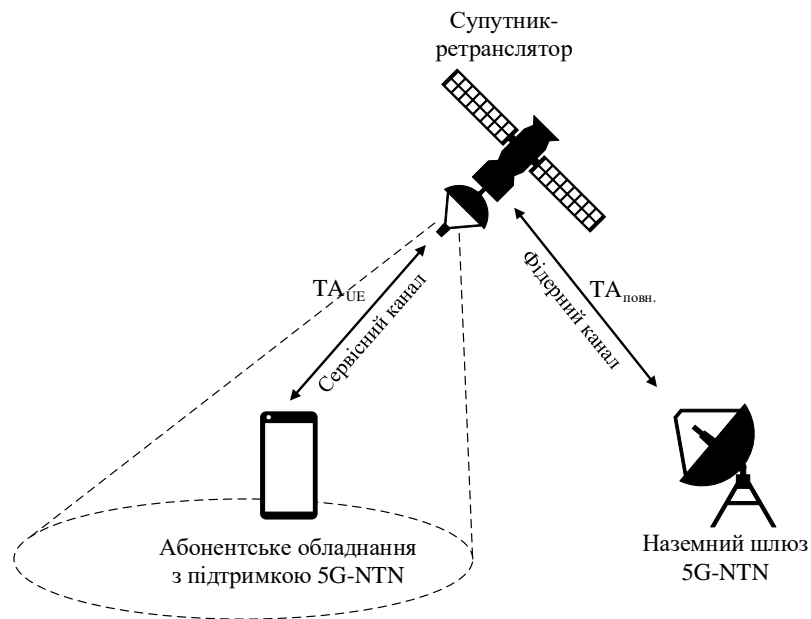 Супутник-
ретранслятор
TA_UE
Сервісний канал
Фідерний канал
TA_повн.
Абонентське обладнання
з підтримкою 5G-NTN
Наземний шлюз
5G-NTN